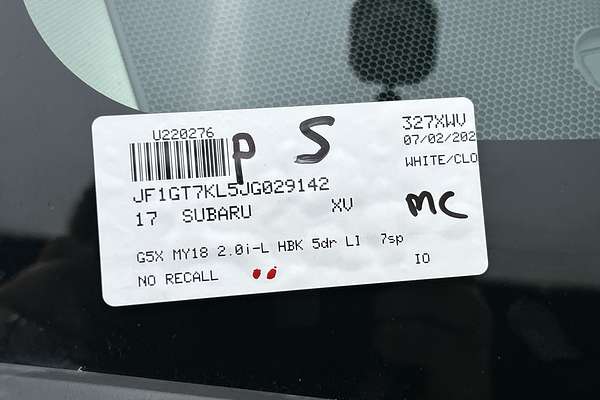 U220276
P S
327XWV
07/02/202
WHITE/CLO
JF1GT7KL5JG029142
17 SUBARU XV
MC
G5X MY18 2.0i-L HBK 5dr LI 7sp
NO RECALL
IO